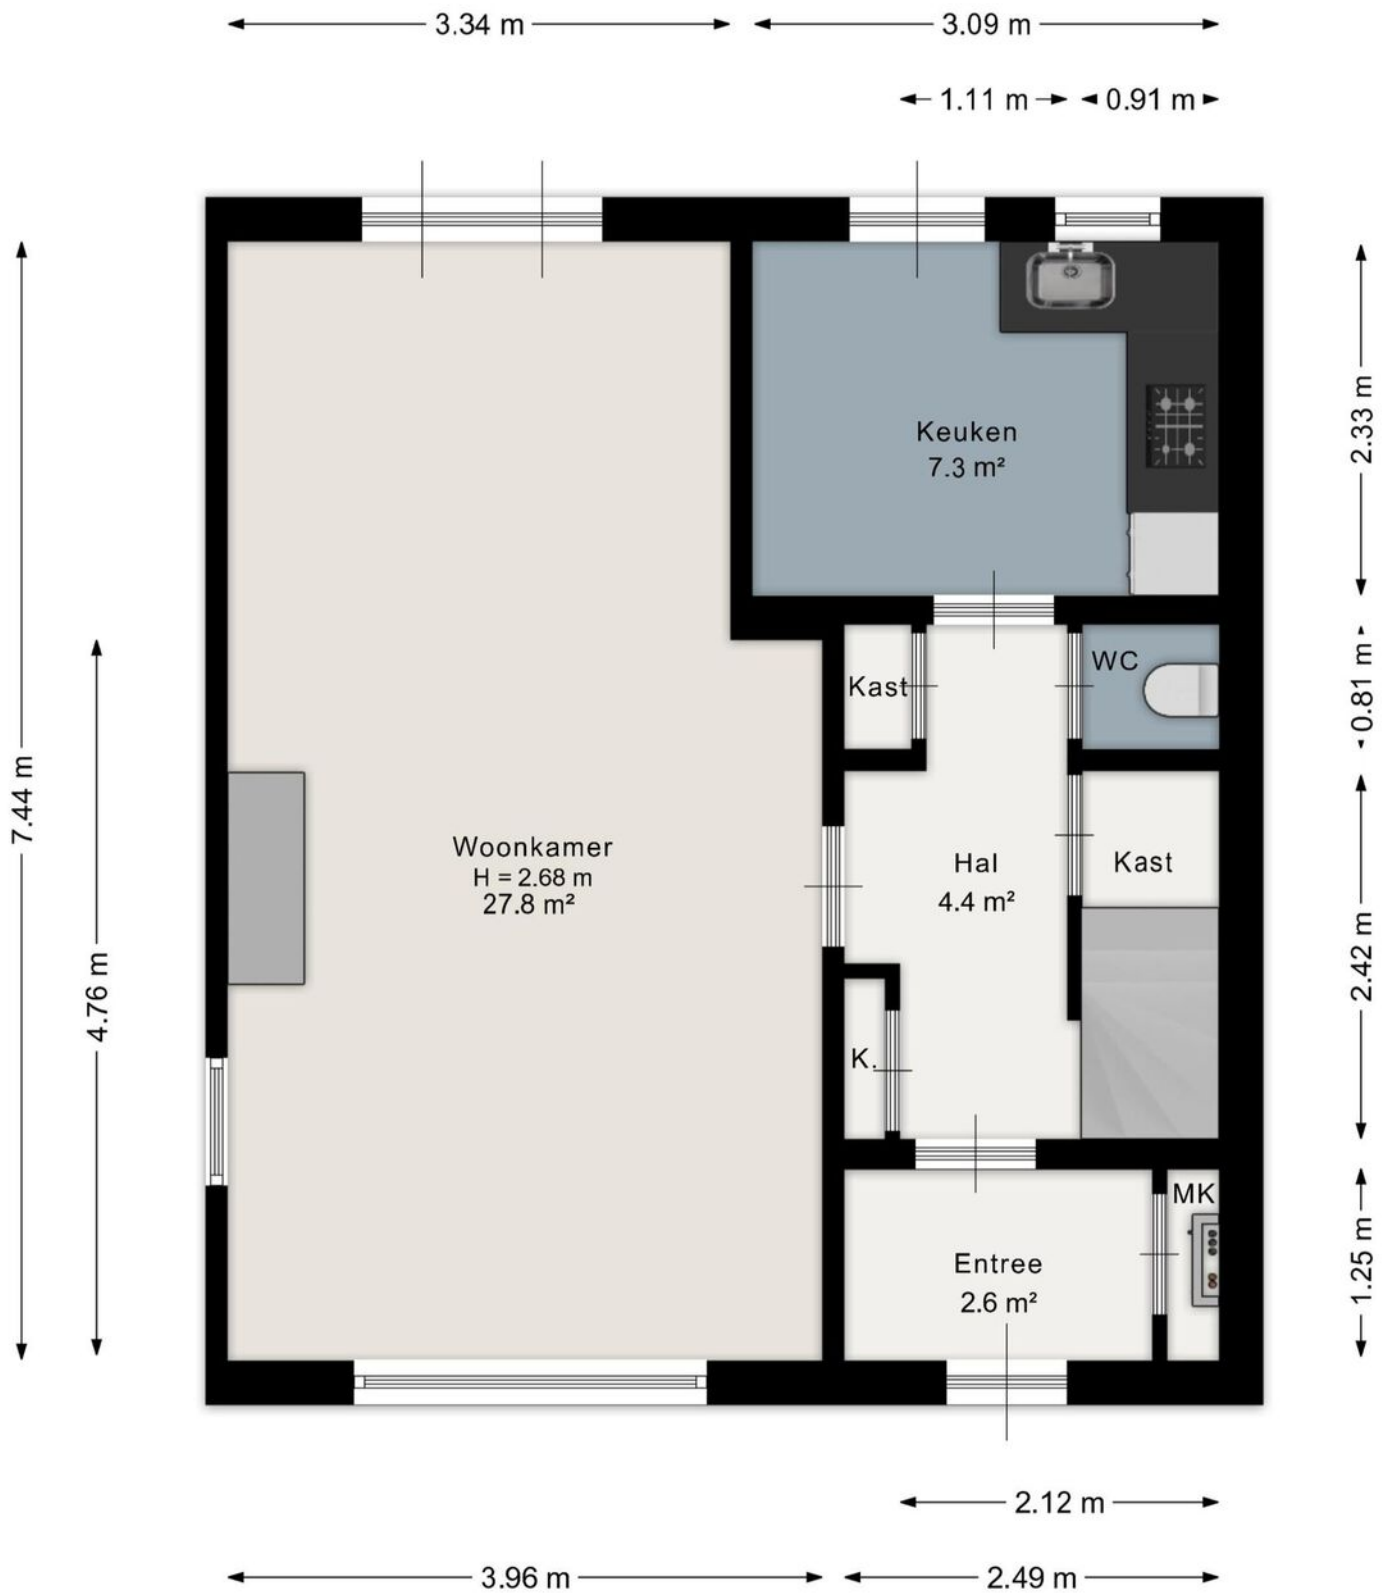 3.34 m
3.09 m
1.11 m
0.91 m
Keuken
7.3 m²
2.33 m
WC
Kast
0.81 m
7.44 m
4.76 m
Woonkamer
H = 2.68 m
27.8 m²
Hal
4.4 m²
Kast
2.42 m
K.
MK
Entree
2.6 m²
1.25 m
2.12 m
3.96 m
2.49 m